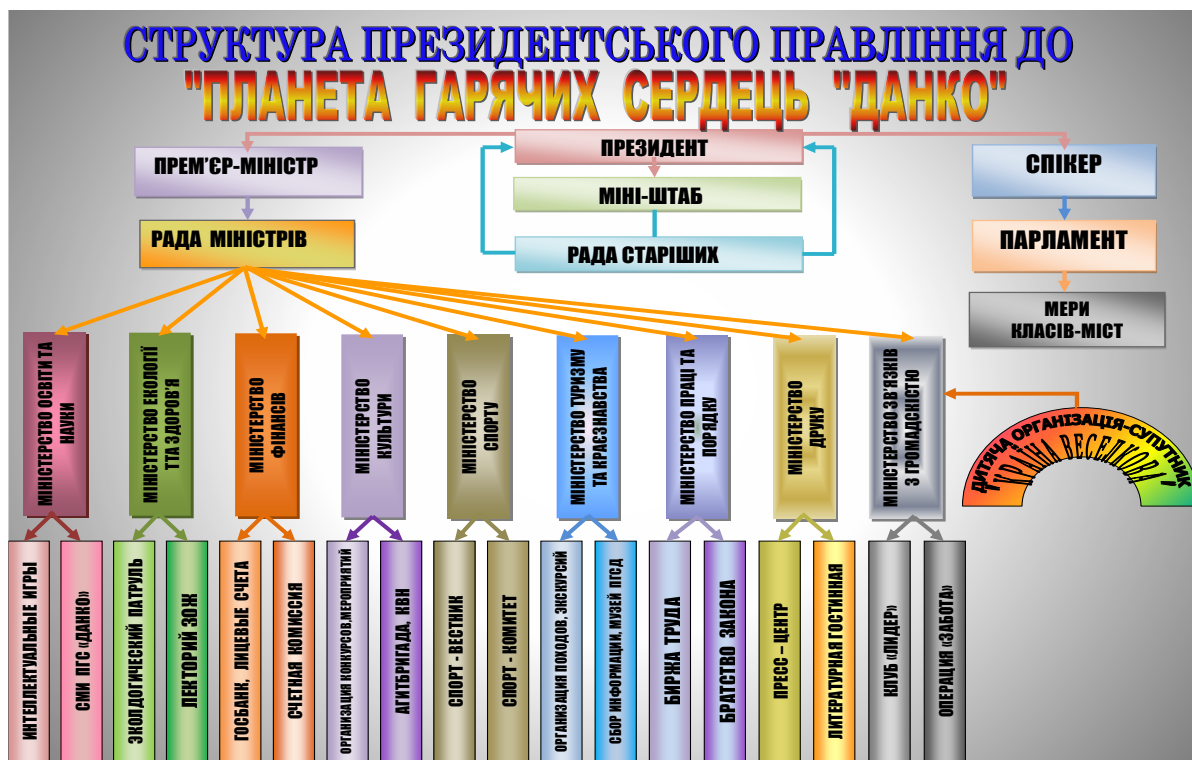 СТРУКТУРА ПРЕЗИДЕНТСЬКОГО ПРАВЛІННЯ ДО
"ПЛАНЕТА ГАРЯЧИХ СЕРДЕЦЬ "ДАНКО"
ПРЕМ'ЄР-МІНІСТР
ПРЕЗИДЕНТ
СПІКЕР
МІНІ-ШТАБ
РАДА МІНІСТРІВ
РАДА СТАРІШИХ
ПАРЛАМЕНТ
МЕРИ
КЛАСІВ-МІСТ
МІНІСТЕРСТВО ОСВІТИ ТА
НАУКИ
МІНІСТЕРСТВО ЕКОЛОГІЇ
ТТА ЗДОРОВ'Я
МІНІСТЕРСТВО
ФІНАНСІВ
МІНІСТЕРСТВО
КУЛЬТУРИ
МІНІСТЕРСТВО
СПОРТУ
МІНІСТЕРСТВО ТУРИЗМУ
ТА КРАЄЗНАВСТВА
МІНІСТЕРСТВО ПРАЦІ ТА
ПОРЯДКУ
МІНІСТЕРСТВО
ДРУКУ
МІНІСТЕРСТВО ЗВ'ЯЗКІВ
З ГРОМАДСКІСТЮ
ДИТЯЧА ОРГАНІЗАЦІЯ-СУПУТНИК
"КРАЇНА ВЕСЕЛКОВА"
ИНТЕЛЛЕКТУАЛЬНЫЕ ИГРЫ
СМИ ПГС «ДАНКО»
ЭКОЛДОТИЧЕСКИЙ ПАТРУЛЬ
ЛЕКТОРИЙ ЗОЖ
ГОСБАНК, ЛИЦЕВЫЕ СЧЕТА
СЧЕТНАЯ КОМИССИЯ
ОРГАНИЗАЦИЯ КОНКУРСОВ,МЕРОПРИЯТИЙ
АГИТБРИГАДА, КВН
СПОРТ - ВЕСТНИК
СПОРТ - КОМИТЕТ
ОРГАНИЗАЦИЯ ПОХОДОВ, ЭКСКУРСИЙ
СБОР ИНФОРМАЦИ, МУЗЕЙ ПГСД
БИРЖА ТРУДА
БРАТСТВО ЗАКОНА
ПРЕСС – ЦЕНТР
ЛИТЕРАТУРНАЯ ГОСТИННАЯ
КЛУБ «ЛИДЕР»
ОПЕРАЦИЯ «ЗАБОТА»